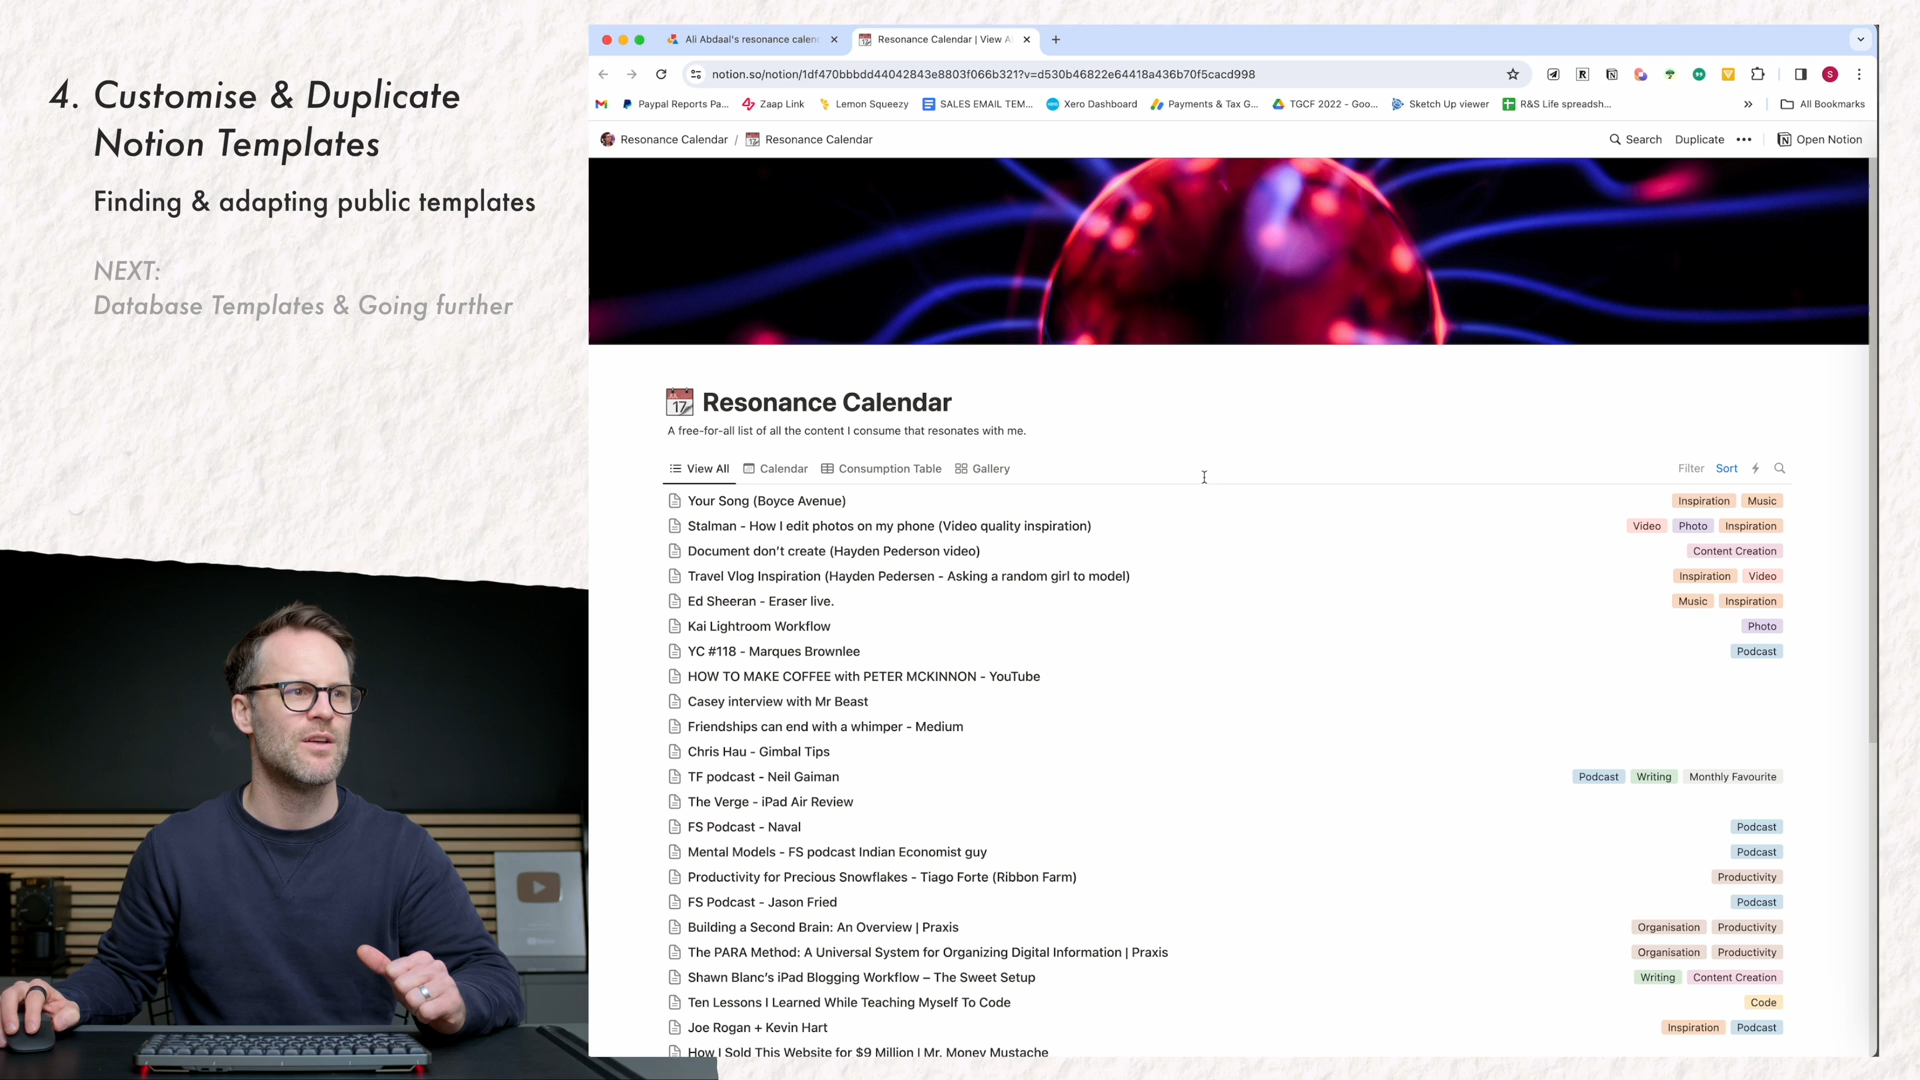 4. Customise & Duplicate
Notion Templates
Finding & adapting public templates
NEXT:
Database Templates & Going further
Ali Abdaal's resonance calen
Resonance Calendar | View A
notion.so/notion/1df470bbbdd44042843e8803f066b321?v=d530b46822e64418a436b70f5cacd998
S
Paypal Reports Pa...
Zaap Link
Lemon Squeezy
SALES EMAIL TEM...
Xero Dashboard
Payments & Tax G...
TGCF 2022 - Goo...
Sketch Up viewer
R&S Life spreadsh...
All Bookmarks
Resonance Calendar / Resonance Calendar
Search
Duplicate
Open Notion
17 Resonance Calendar
A free-for-all list of all the content I consume that resonates with me.
View All
Calendar
Consumption Table
Gallery
Filter
Sort
Your Song (Boyce Avenue) Inspiration Music
Stalman - How I edit photos on my phone (Video quality inspiration) Video Photo Inspiration
Document don't create (Hayden Pederson video) Content Creation
Travel Vlog Inspiration (Hayden Pedersen - Asking a random girl to model) Inspiration Video
Ed Sheeran - Eraser live. Music Inspiration
Kai Lightroom Workflow Photo
YC #118 - Marques Brownlee Podcast
HOW TO MAKE COFFEE with PETER MCKINNON - YouTube
Casey interview with Mr Beast
Friendships can end with a whimper - Medium
Chris Hau - Gimbal Tips
TF podcast - Neil Gaiman Podcast Writing Monthly Favourite
The Verge - iPad Air Review
FS Podcast - Naval Podcast
Mental Models - FS podcast Indian Economist guy Podcast
Productivity for Precious Snowflakes - Tiago Forte (Ribbon Farm) Productivity
FS Podcast - Jason Fried Podcast
Building a Second Brain: An Overview | Praxis Organisation Productivity
The PARA Method: A Universal System for Organizing Digital Information | Praxis Organisation Productivity
Shawn Blanc's iPad Blogging Workflow – The Sweet Setup Writing Content Creation
Ten Lessons I Learned While Teaching Myself To Code Code
Joe Rogan + Kevin Hart Inspiration Podcast
How I Sold This Website for $9 Million | Mr. Money Mustache